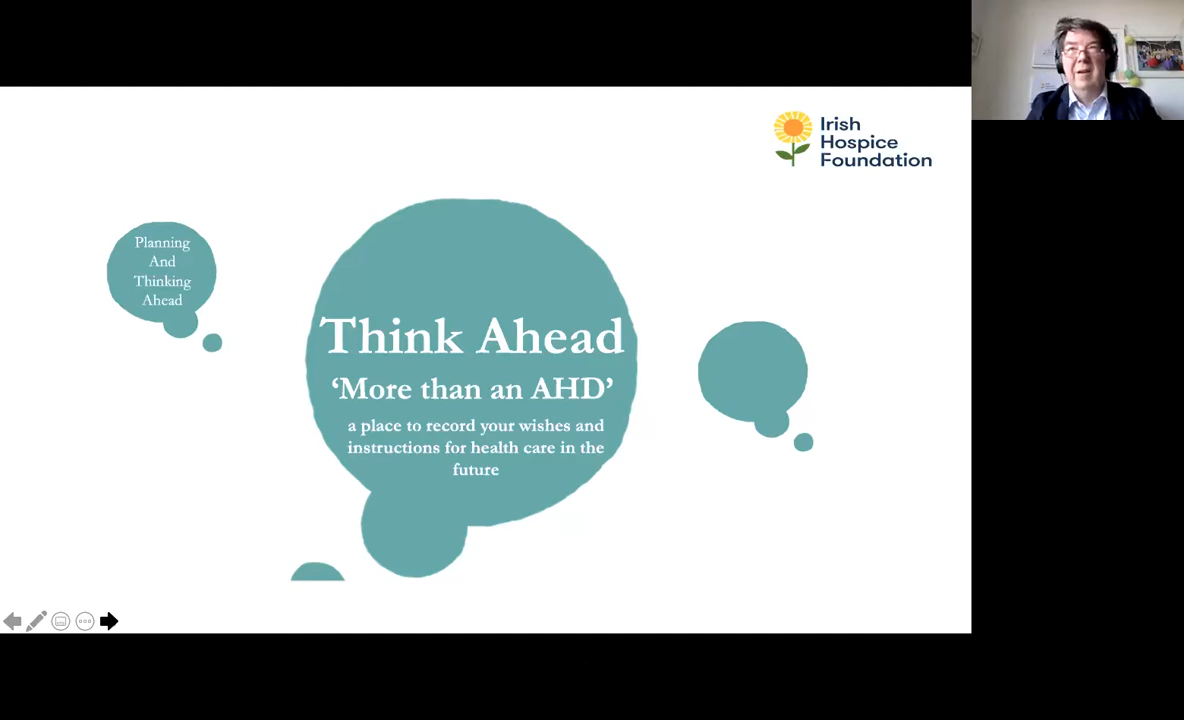 Irish
Hospice
Foundation
Planning
And
Thinking
Ahead
Think Ahead
‘More than an AHD’
a place to record your wishes and
instructions for health care in the
future